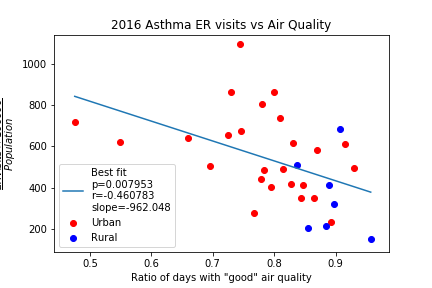 2016 Asthma ER visits vs Air Quality
1000
800
600
400
200
Population
Best fit
p=0.007953
r=-0.460783
slope=-962.048
Urban
Rural
0.5 0.6 0.7 0.8 0.9
Ratio of days with "good" air quality